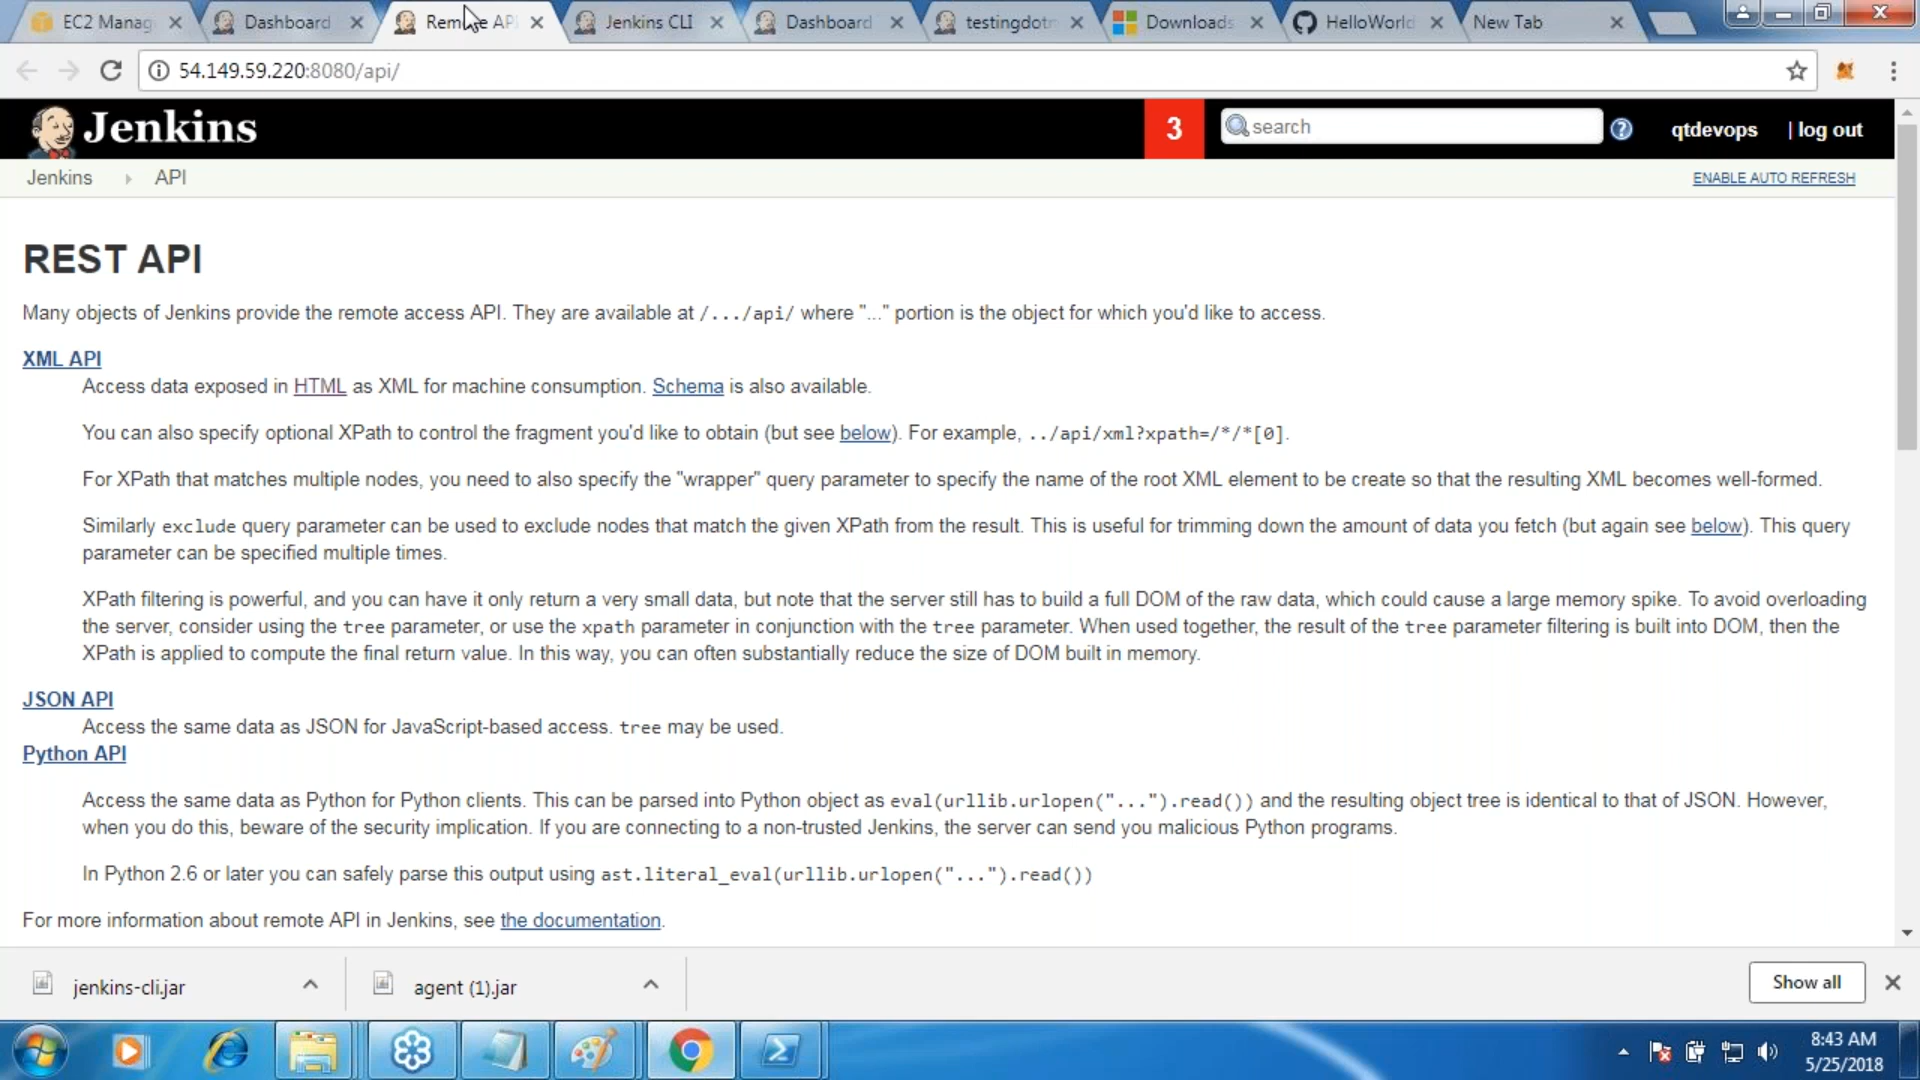 EC2 Manag
Dashboard
Remote AP
Jenkins CLI
Dashboard
testingdotn
Downloads
HelloWorld
New Tab
54.149.59.220:8080/api/
Jenkins
3
search
qtdevops
| log out
Jenkins
API
ENABLE AUTO REFRESH
REST API
Many objects of Jenkins provide the remote access API. They are available at /.../api/ where "..." portion is the object for which you'd like to access.
XML API
Access data exposed in HTML as XML for machine consumption. Schema is also available.
You can also specify optional XPath to control the fragment you'd like to obtain (but see below). For example, ../api/xml?xpath=/*/*[0].
For XPath that matches multiple nodes, you need to also specify the "wrapper" query parameter to specify the name of the root XML element to be create so that the resulting XML becomes well-formed.
Similarly exclude query parameter can be used to exclude nodes that match the given XPath from the result. This is useful for trimming down the amount of data you fetch (but again see below). This query
parameter can be specified multiple times.
XPath filtering is powerful, and you can have it only return a very small data, but note that the server still has to build a full DOM of the raw data, which could cause a large memory spike. To avoid overloading
the server, consider using the tree parameter, or use the xpath parameter in conjunction with the tree parameter. When used together, the result of the tree parameter filtering is built into DOM, then the
XPath is applied to compute the final return value. In this way, you can often substantially reduce the size of DOM built in memory.
JSON API
Access the same data as JSON for JavaScript-based access. tree may be used.
Python API
Access the same data as Python for Python clients. This can be parsed into Python object as eval(urllib.urlopen("...").read()) and the resulting object tree is identical to that of JSON. However,
when you do this, beware of the security implication. If you are connecting to a non-trusted Jenkins, the server can send you malicious Python programs.
In Python 2.6 or later you can safely parse this output using ast.literal_eval(urllib.urlopen("...").read())
For more information about remote API in Jenkins, see the documentation.
jenkins-cli.jar
agent (1).jar
Show all
8:43 AM
5/25/2018